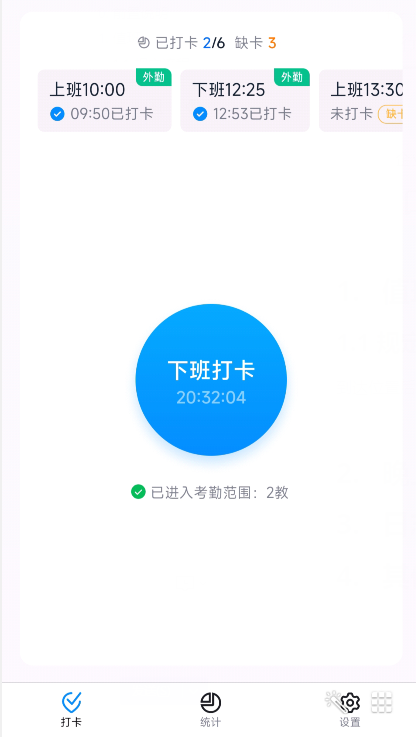 已打卡 2/6 缺卡 3
外勤
上班10:00
09:50已打卡
外勤
下班12:25
12:53已打卡
上班13:30
未打卡 缺卡
下班打卡
20:32:04
已进入考勤范围：2教
打卡
统计
设置